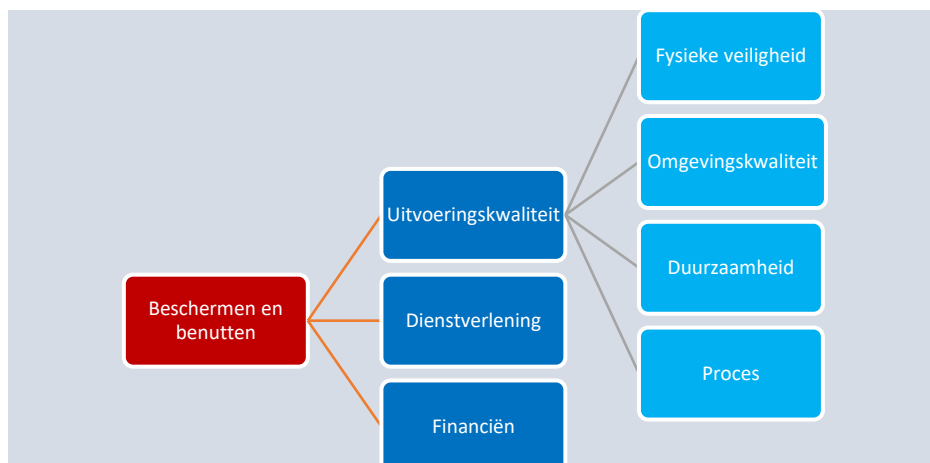 Beschermen en
benutten
Uitvoeringskwaliteit
Dienstverlening
Financiën
Fysieke veiligheid
Omgevingskwaliteit
Duurzaamheid
Proces